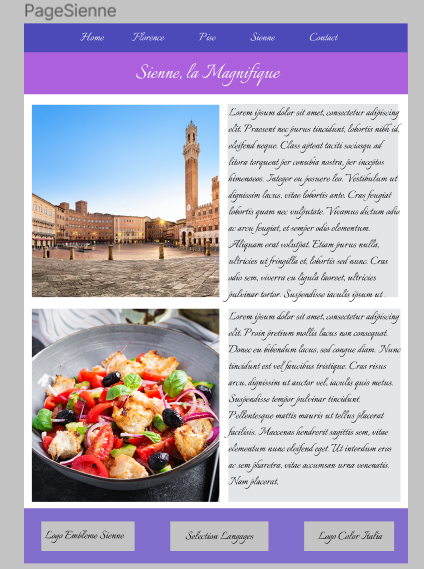 PageSienne
Home Florence Pise Sienne Contact
Sienne, la Magnifique
Lorem ipsum dolor sit amet, consectetur adipiscing
elit. Praesent nec purus tincidunt, lobortis nibh id,
eleifend neque. Class aptent taciti sociosqu ad
litora torquent per conubia nostra, per inceptos
himenaeos. Integer eu posuere leo. Vestibulum ut
dignissim lacus, vitae lobortis ante. Cras feugiat
lobortis quam nec vulputate. Vivamus dictum odio
ac arcu feugiat, et semper odio elementum.
Aliquam erat volutpat. Etiam purus nulla,
ultricies ut fringilla et, lobortis sed nunc. Cras
odio sem, viverra eu ligula laoreet, ultricies
pulvinar tortor. Suspendisse iaculis ipsum ut
Lorem ipsum dolor sit amet, consectetur adipiscing
elit. Proin pretium mollis lacus non consequat.
Donec eu bibendum lacus, sed congue diam. Nunc
tincidunt est vel faucibus tristique. Cras risus
arcu, dignissim ut auctor vel, iaculis quis metus.
Suspendisse tempor pulvinar tincidunt.
Pellentesque mattis mauris ut tellus placerat
facilisis. Maecenas hendrerit sagittis sem, vitae
elementum nunc eleifend eget. Ut interdum eros
ac sem pharetra, vitae accumsan urna venenatis.
Nam placerat,
Logo Embleme Sienne
Selection Langages
Logo Color Italia